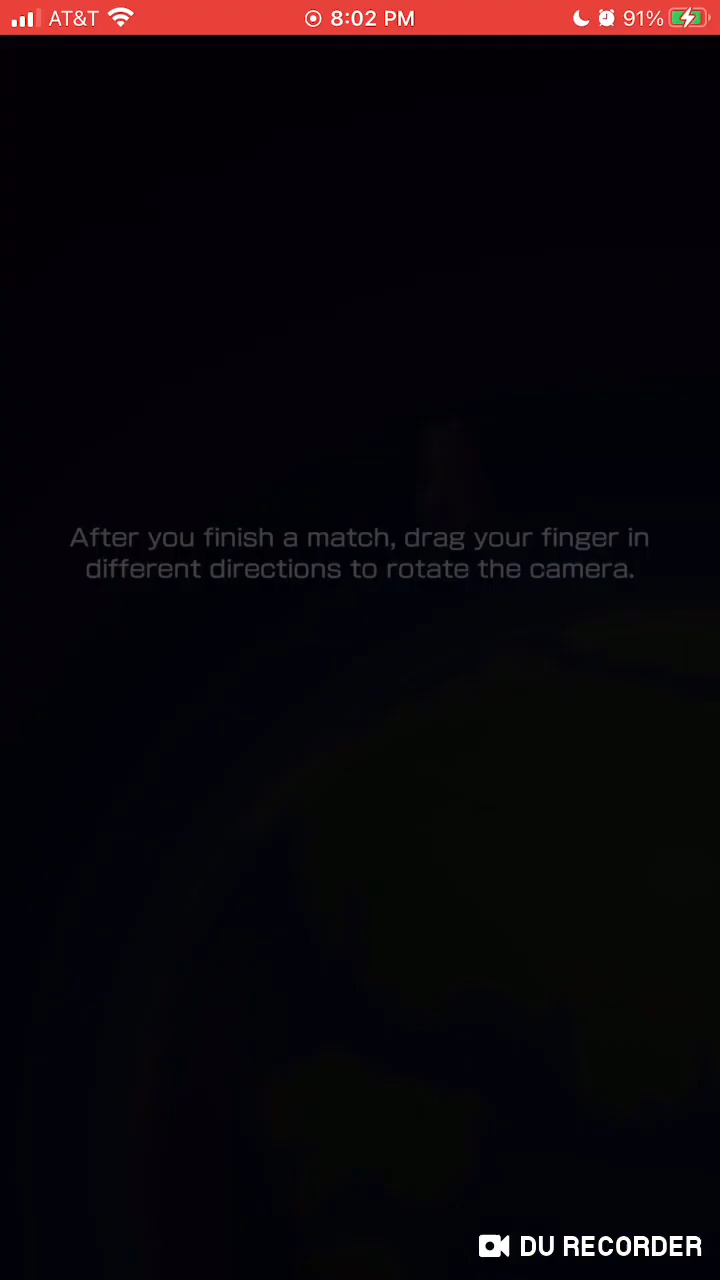 AT&T 8:02 PM 91%
After you finish a match, drag your finger in
different directions to rotate the camera.
DU RECORDER